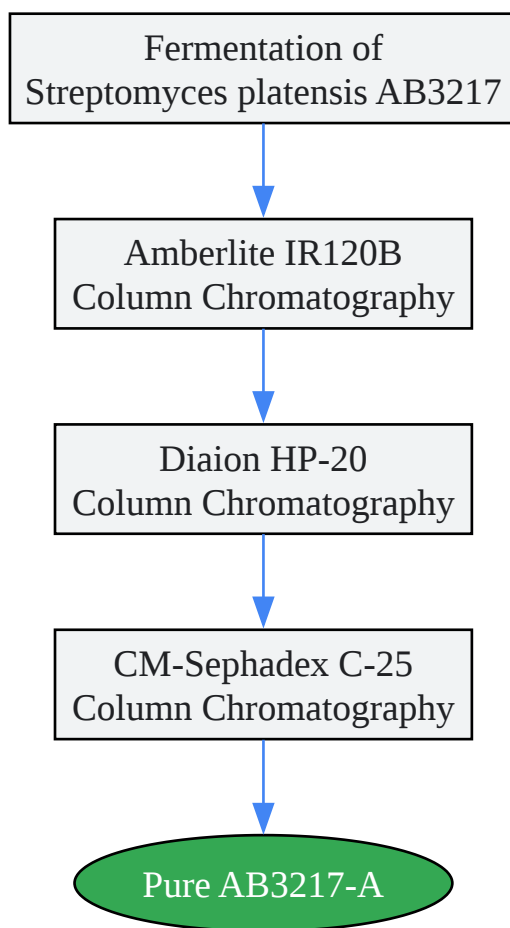 Fermentation of
Streptomyces platensis AB3217
Amberlite IR120B
Column Chromatography
Diaion HP-20
Column Chromatography
CM-Sephadex C-25
Column Chromatography
Pure AB3217-A